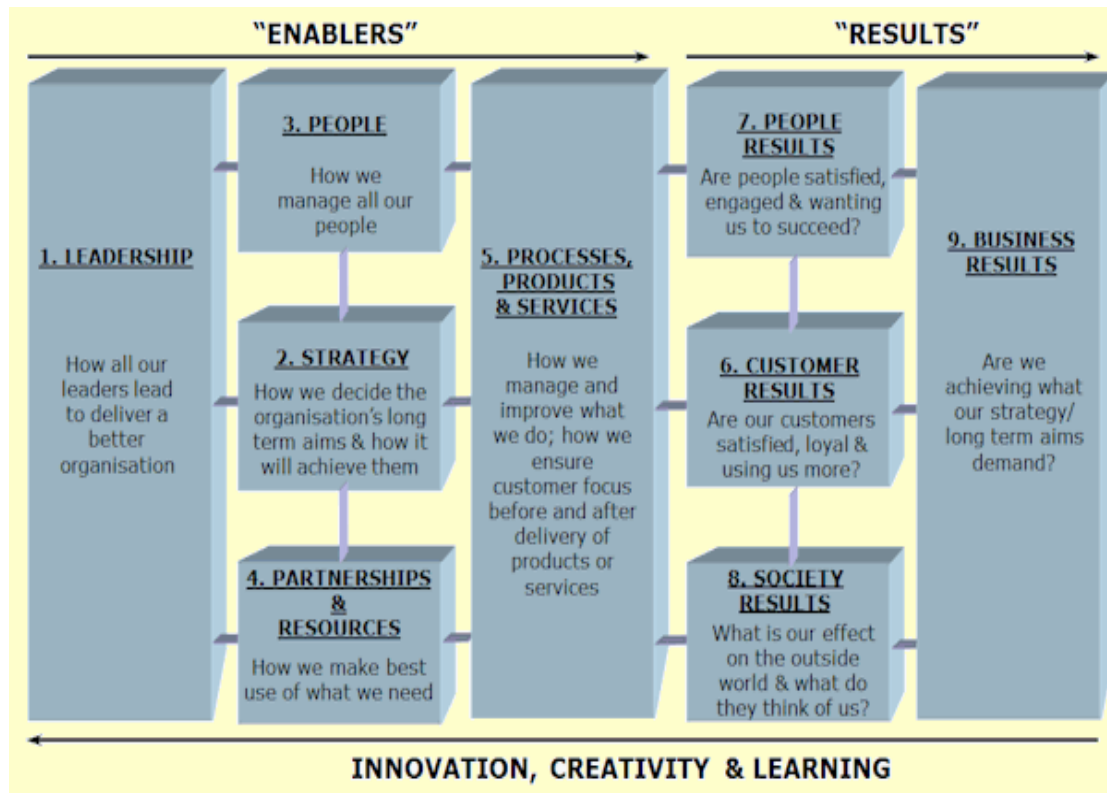 “ENABLERS”
“RESULTS”
1. LEADERSHIP
How all our
leaders lead
to deliver a
better
organisation
3. PEOPLE
How we
manage all our
people
2. STRATEGY
How we decide the
organisation’s long
term aims & how it
will achieve them
4. PARTNERSHIPS
&
RESOURCES
How we make best
use of what we need
5. PROCESSES,
PRODUCTS
& SERVICES
How we
manage and
improve what
we do; how we
ensure
customer focus
before and after
delivery of
products or
services
7. PEOPLE
RESULTS
Are people satisfied,
engaged & wanting
us to succeed?
6. CUSTOMER
RESULTS
Are our customers
satisfied, loyal &
using us more?
8. SOCIETY
RESULTS
What is our effect
on the outside
world & what do
they think of us?
9. BUSINESS
RESULTS
Are we
achieving what
our strategy/
long term aims
demand?
INNOVATION, CREATIVITY & LEARNING